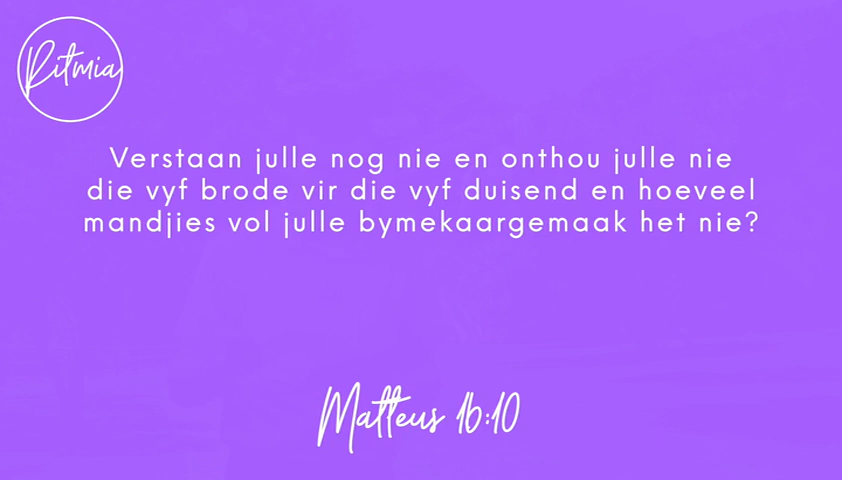 Ritmia
Verstaan julle nog nie en onthou julle nie
die vyf brode vir die vyf duisend en hoeveel
mandjies vol julle bymekaargemaak het nie?
Matteus 16:10